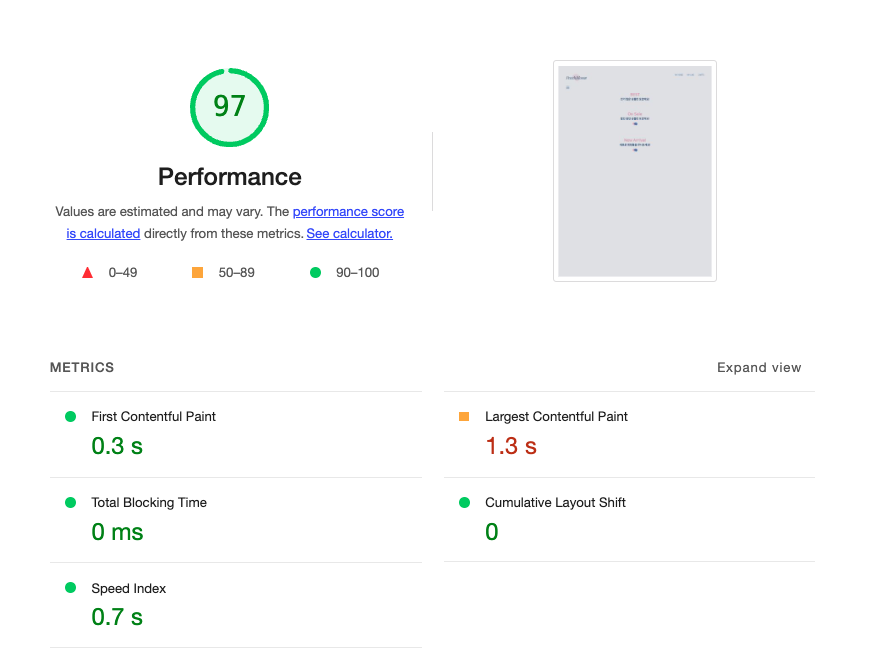 97
Performance
Values are estimated and may vary. The performance score
is calculated directly from these metrics. See calculator.
0–49
50–89
90–100
METRICS
Expand view
First Contentful Paint
0.3 s
Largest Contentful Paint
1.3 s
Total Blocking Time
0 ms
Cumulative Layout Shift
0
Speed Index
0.7 s